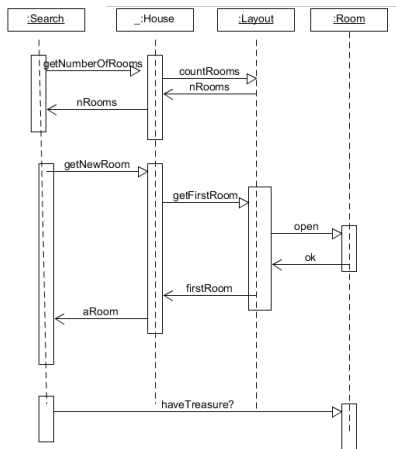 :Search
_:House
:Layout
:Room
getNumberOfRooms
countRooms
nRooms
nRooms
getNewRoom
getFirstRoom
open
ok
firstRoom
aRoom
haveTreasure?